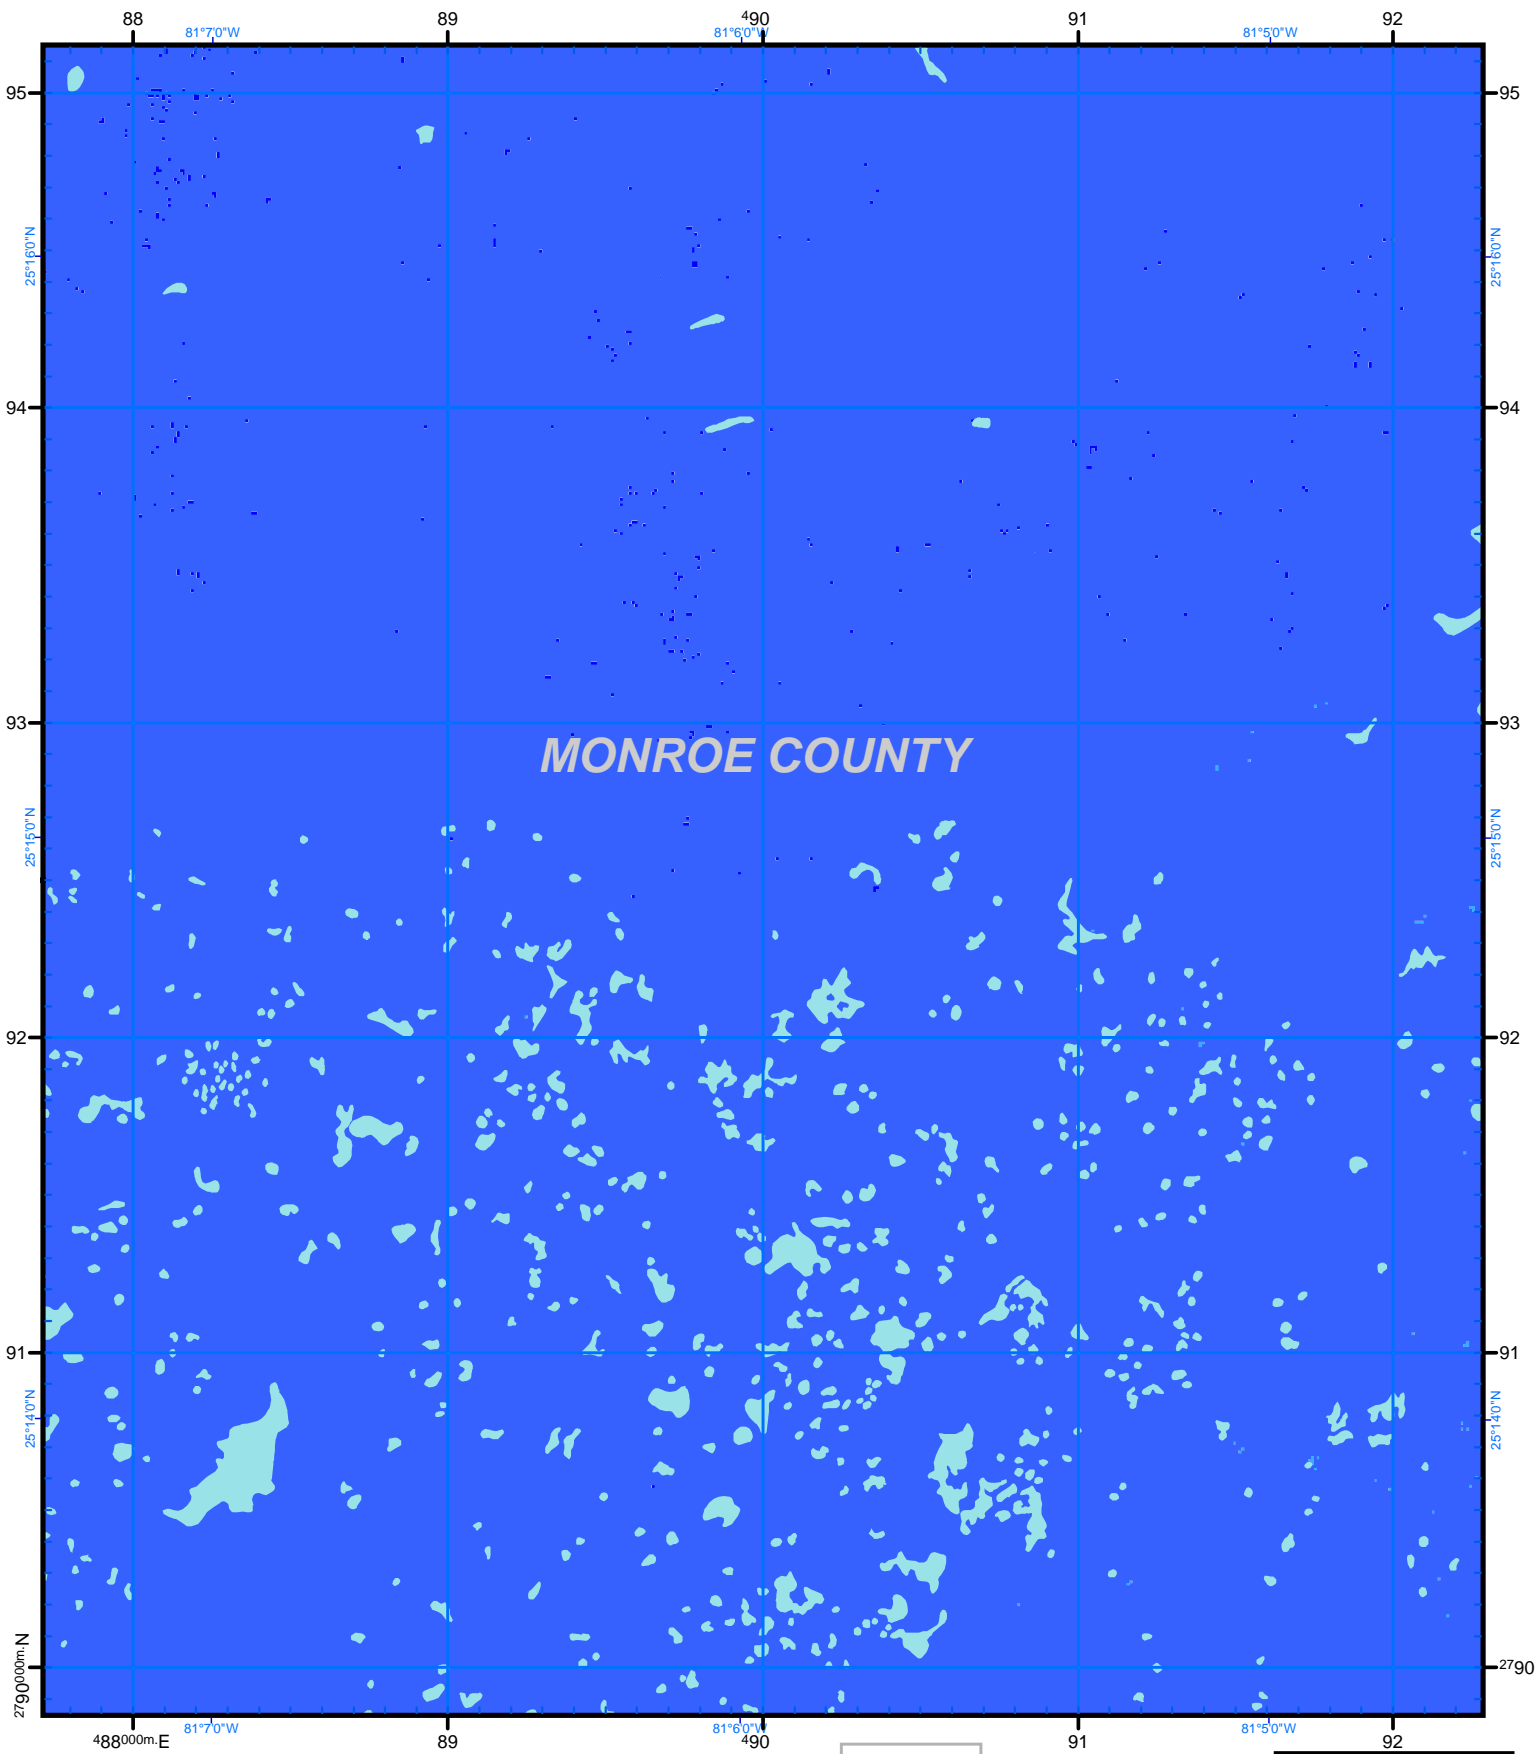 88 89 490 91 92
81°7'0"W 81°6'0"W 81°5'0"W
95 95
25°16'0"N 25°16'0"N
94 94
93 93
MONROE COUNTY
25°15'0"N 25°15'0"N
92 92
91 91
25°14'0"N 25°14'0"N
2790000m.N 2790
81°7'0"W 81°6'0"W 81°5'0"W
488000m.E 89 490 91 92